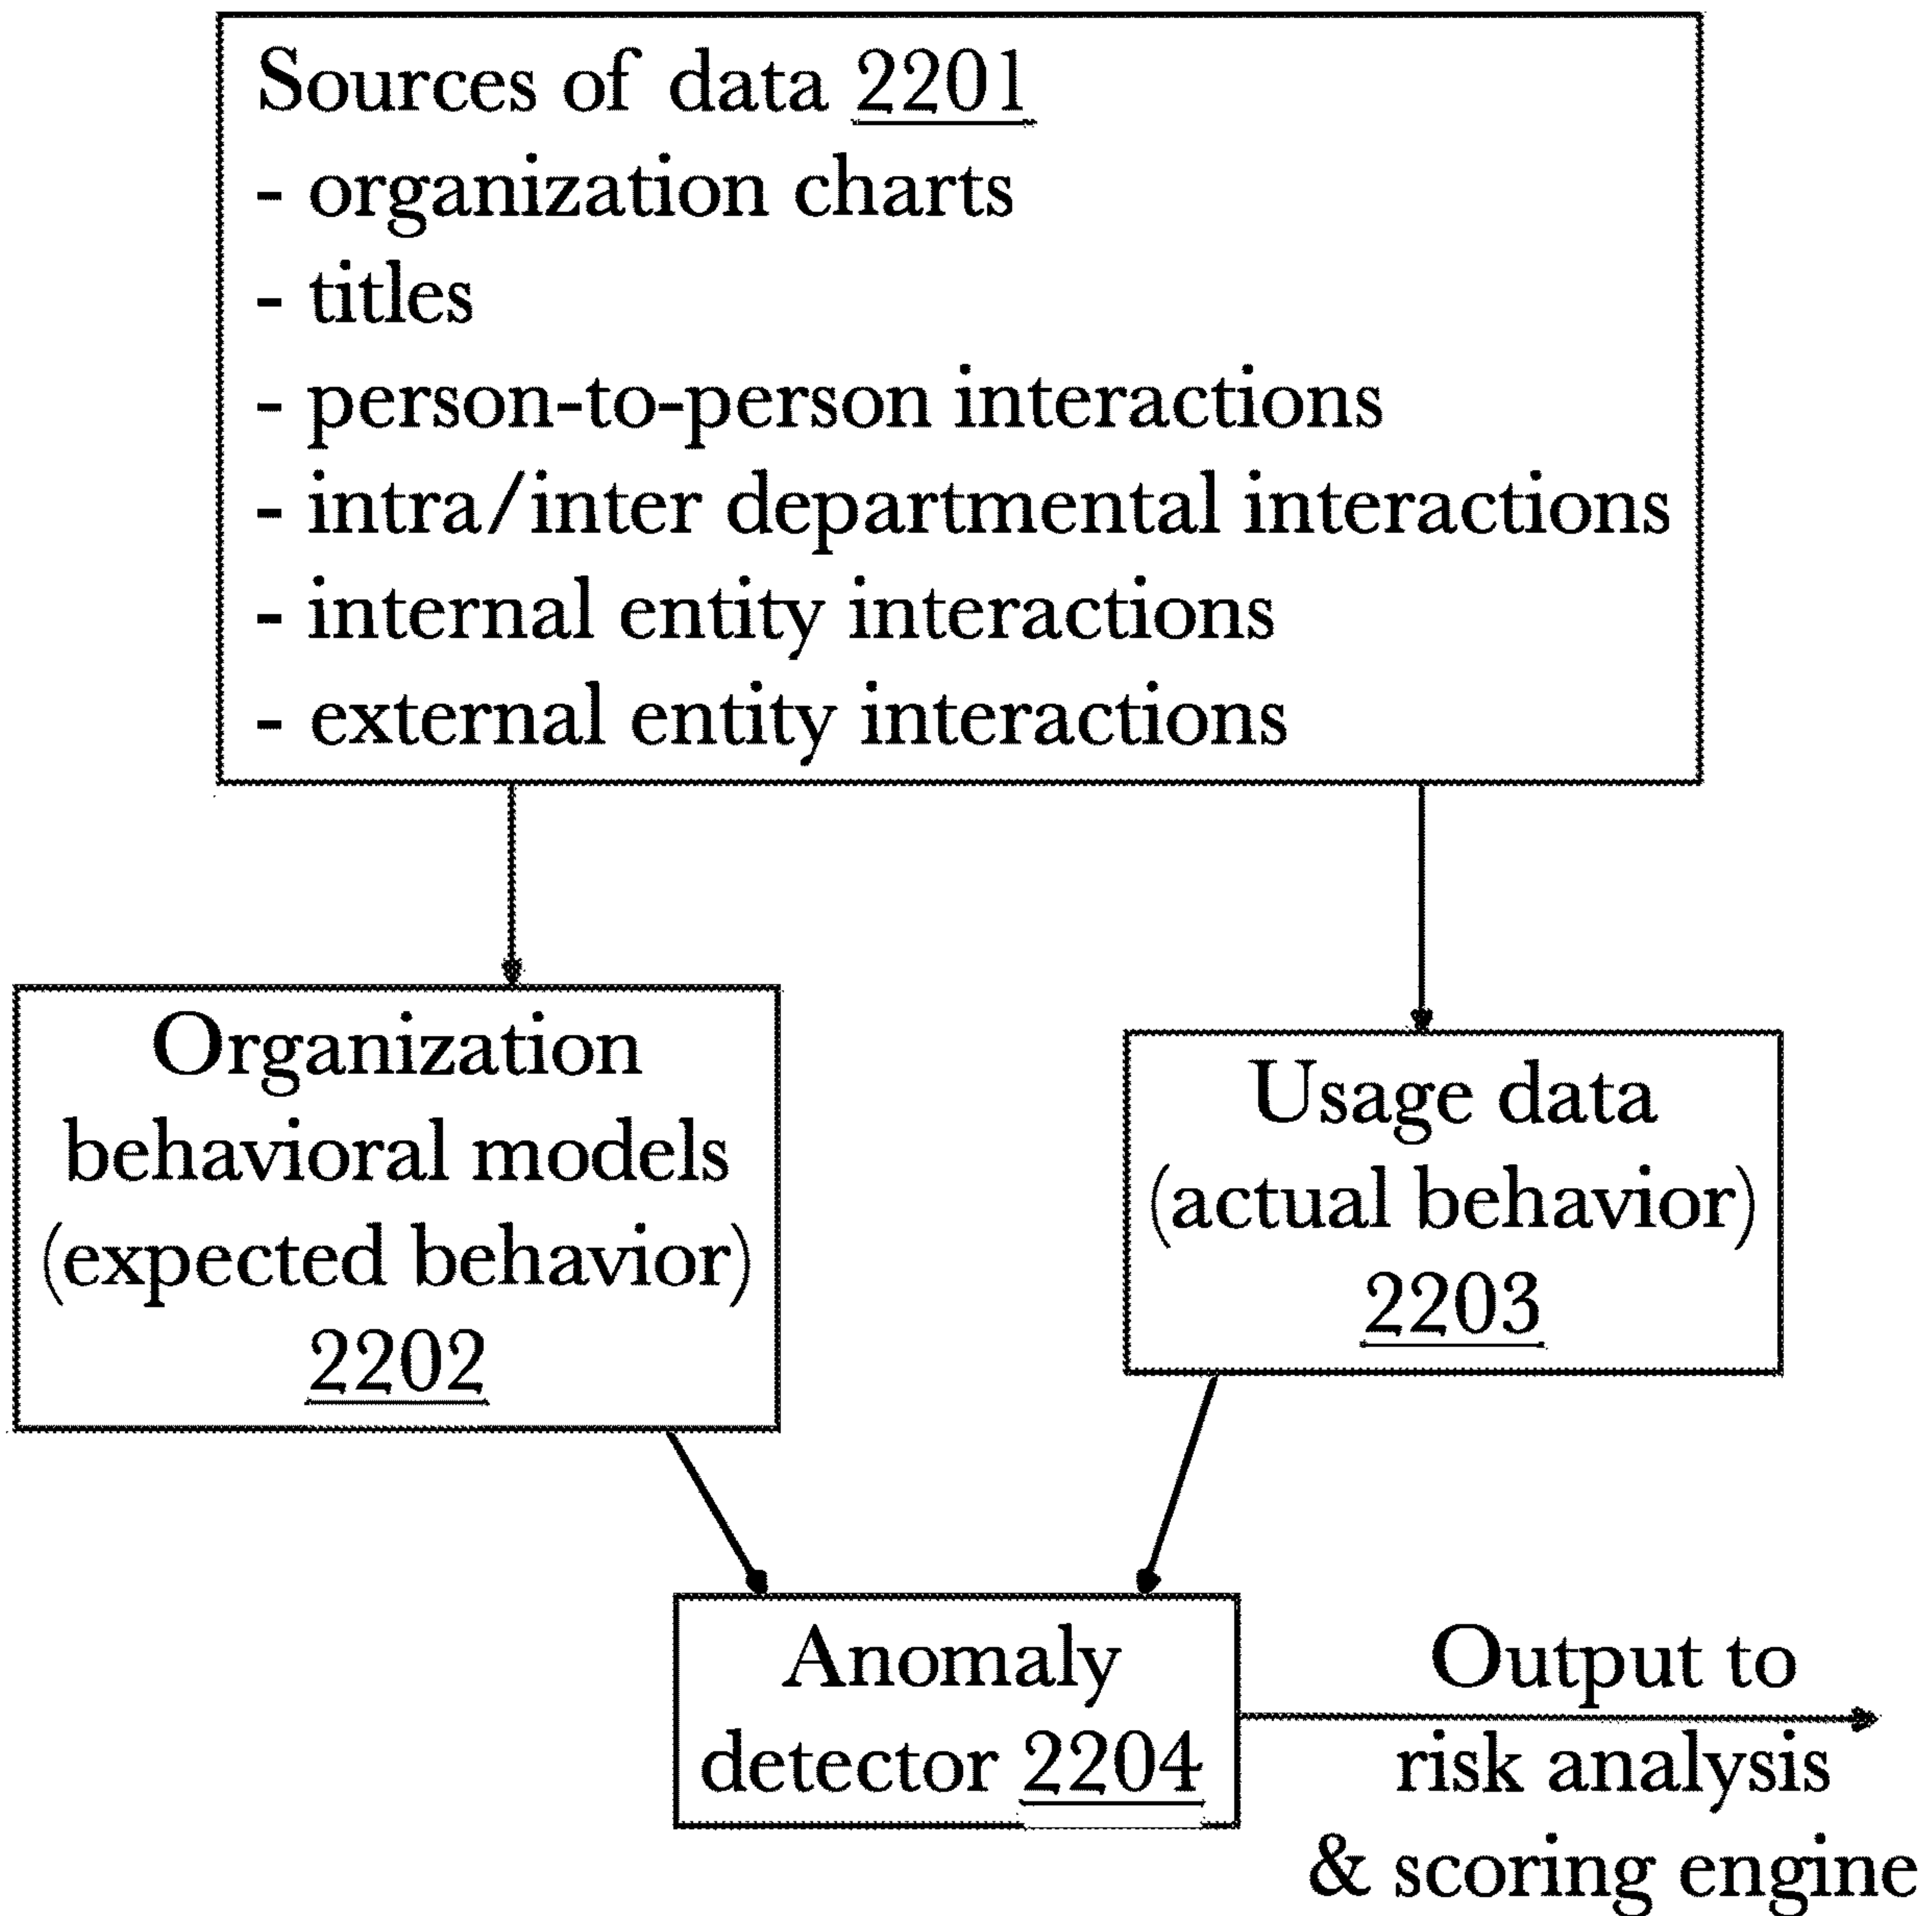 Sources of data 2201
- organization charts
- titles
- person-to-person interactions
- intra/inter departmental interactions
- internal entity interactions
- external entity interactions
Organization
behavioral models
(expected behavior)
2202
Usage data
(actual behavior)
2203
Anomaly
detector 2204
Output to
risk analysis
& scoring engine